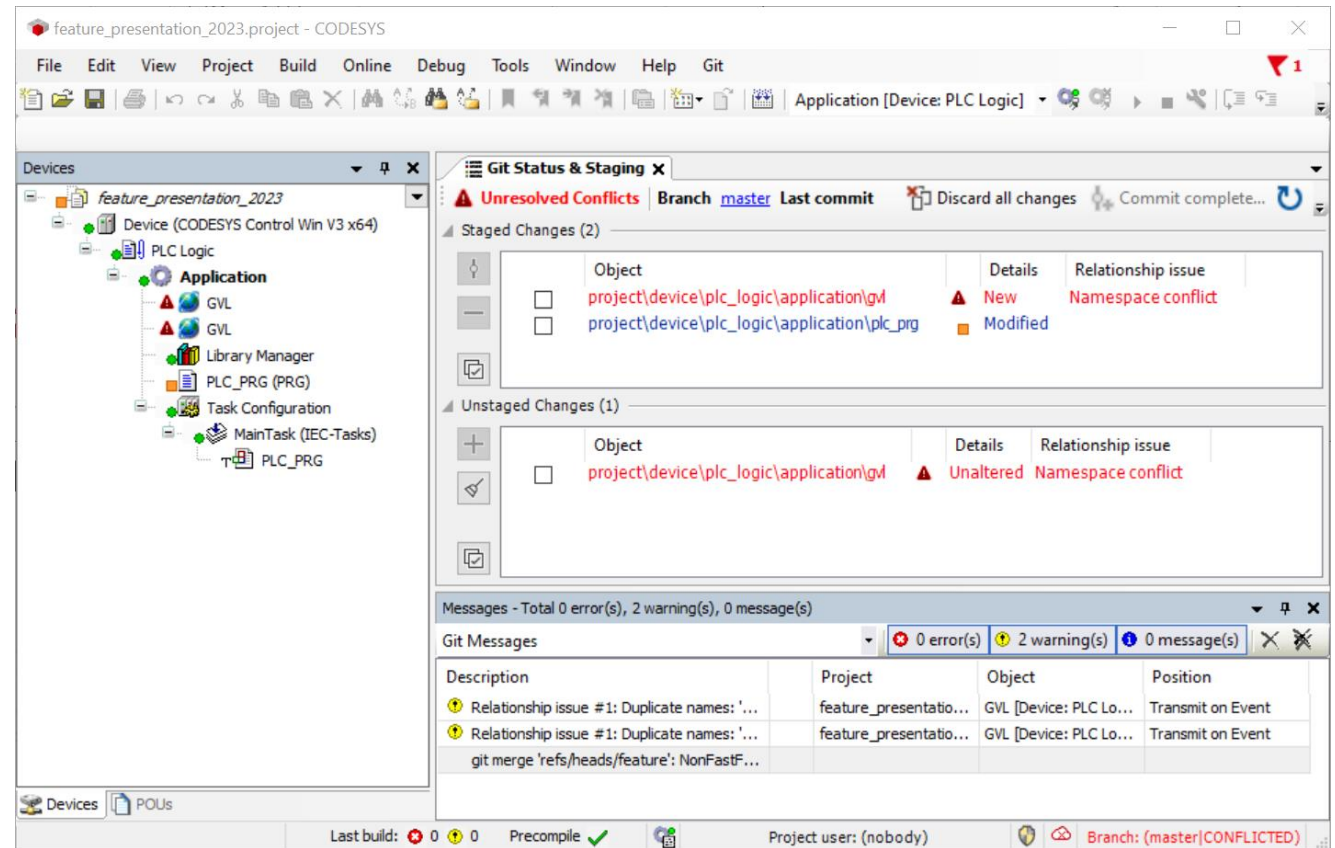 feature_presentation_2023.project - CODESYS
File Edit View Project Build Online Debug Tools Window Help Git
1
Application [Device: PLC Logic]
Devices
feature_presentation_2023
Device (CODESYS Control Win V3 x64)
PLC Logic
Application
GVL
GVL
Library Manager
PLC_PRG (PRG)
Task Configuration
MainTask (IEC-Tasks)
PLC_PRG
Devices POUs
Git Status & Staging
Unresolved Conflicts Branch master Last commit Discard all changes Commit complete...
Staged Changes (2)
Object Details Relationship issue
project\device\plc_logic\application\gvl New Namespace conflict
project\device\plc_logic\application\plc_prg Modified
Unstaged Changes (1)
Object Details Relationship issue
project\device\plc_logic\application\gvl Unaltered Namespace conflict
Messages - Total 0 error(s), 2 warning(s), 0 message(s)
Git Messages 0 error(s) 2 warning(s) 0 message(s)
Description Project Object Position
Relationship issue #1: Duplicate names: '... feature_presentatio... GVL [Device: PLC Lo... Transmit on Event
Relationship issue #1: Duplicate names: '... feature_presentatio... GVL [Device: PLC Lo... Transmit on Event
git merge 'refs/heads/feature': NonFastF...
Last build: 0 0 Precompile Project user: (nobody) Branch: (master|CONFLICTED)